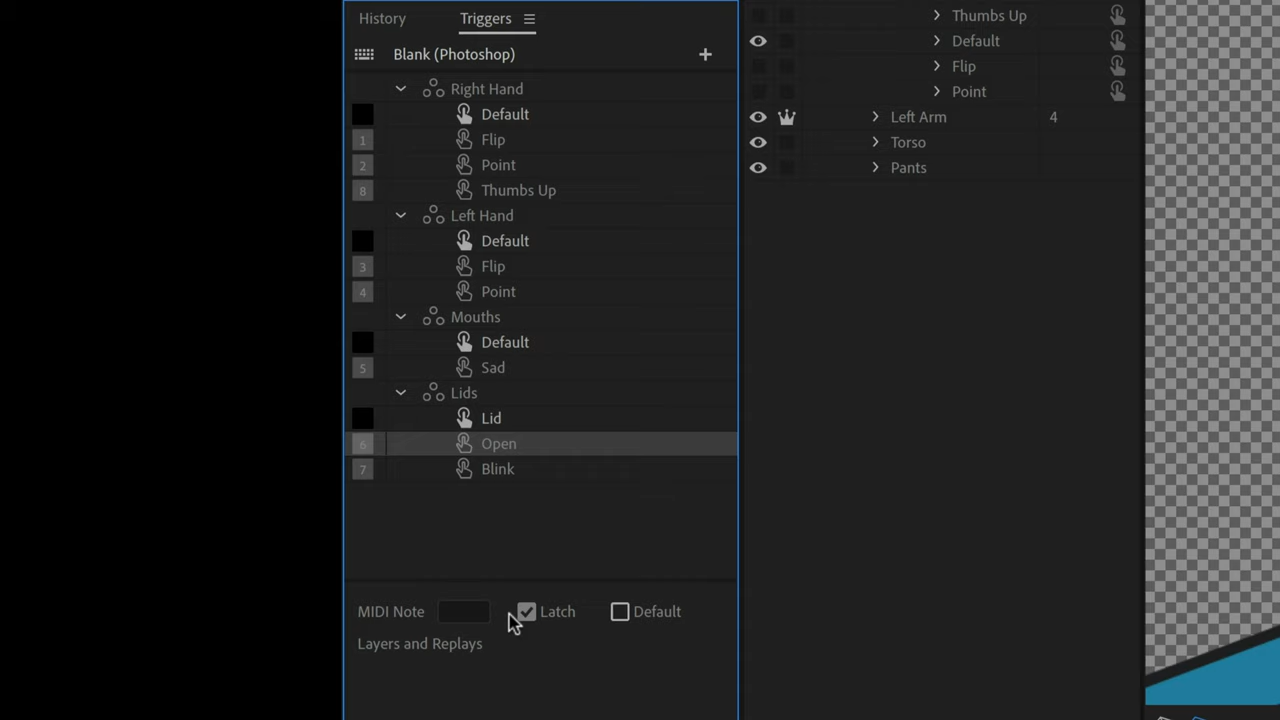 History Triggers
Blank (Photoshop) +
Right Hand
Default
1 Flip
2 Point
8 Thumbs Up
Left Hand
Default
3 Flip
4 Point
Mouths
Default
5 Sad
Lids
Lid
6 Open
7 Blink
MIDI Note Latch Default
Layers and Replays
Thumbs Up
Default
Flip
Point
Left Arm 4
Torso
Pants